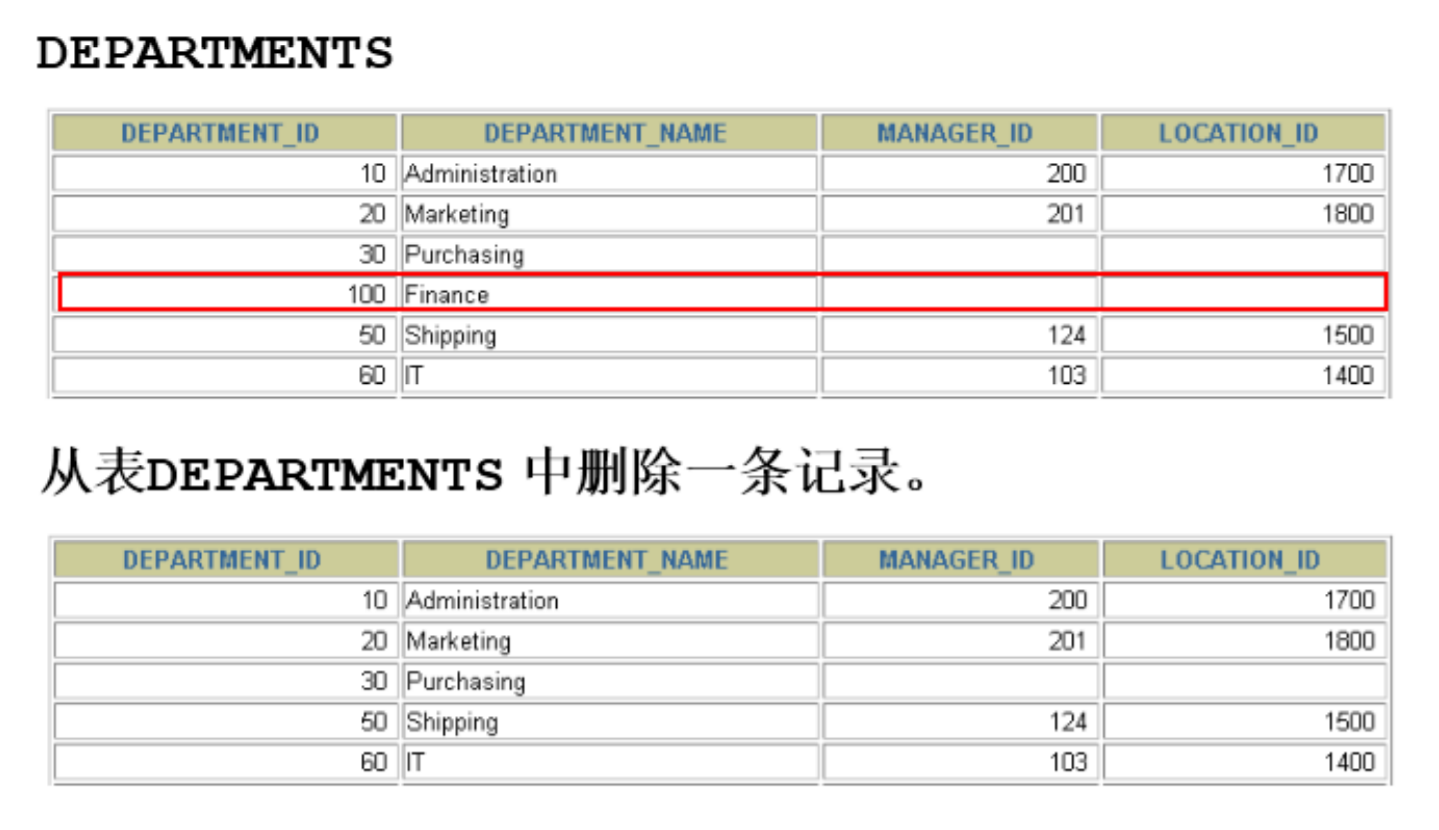 DEPARTMENTS
DEPARTMENT_ID DEPARTMENT_NAME MANAGER_ID LOCATION_ID
10 Administration 200 1700
20 Marketing 201 1800
30 Purchasing
100 Finance
50 Shipping 124 1500
60 IT 103 1400
从表DEPARTMENTS 中删除一条记录。
DEPARTMENT_ID DEPARTMENT_NAME MANAGER_ID LOCATION_ID
10 Administration 200 1700
20 Marketing 201 1800
30 Purchasing
50 Shipping 124 1500
60 IT 103 1400